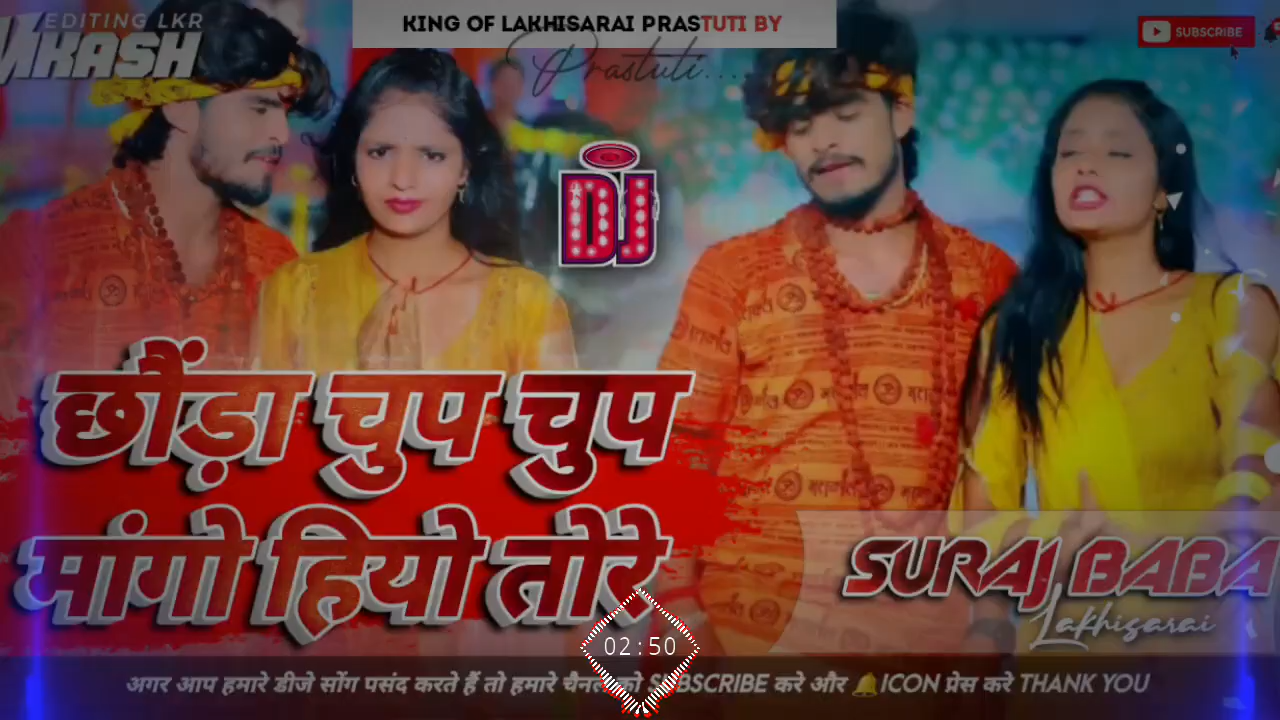 EDITING LKR
KING OF LAKHISARAI PRASTUTI BY
SUBSCRIBE
Prastuti....
DJ
छौंड़ा चुप चुप
मांगो हियो तोरे
SURAJ BABA
Lakhisarai
02:50
अगर आप हमारे डीजे सोंग पसंद करते हैं तो हमारे चैनल को SUBSCRIBE करे और 🔔ICON प्रेस करे THANK YOU